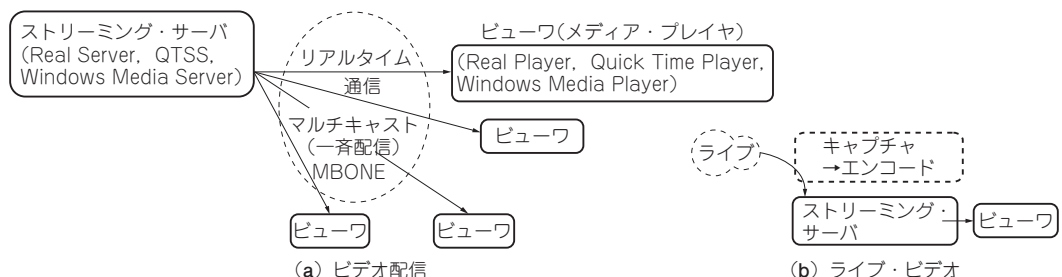 ストリーミング・サーバ
(Real Server, QTSS,
Windows Media Server)
リアルタイム
通信
マルチキャスト
(一斉配信)
MBONE
ビューワ(メディア・プレイヤ)
(Real Player, Quick Time Player,
Windows Media Player)
ビューワ
ビューワ
ビューワ
(a) ビデオ配信
ライブ
キャプチャ
→エンコード
ストリーミング・
サーバ
ビューワ
(b) ライブ・ビデオ